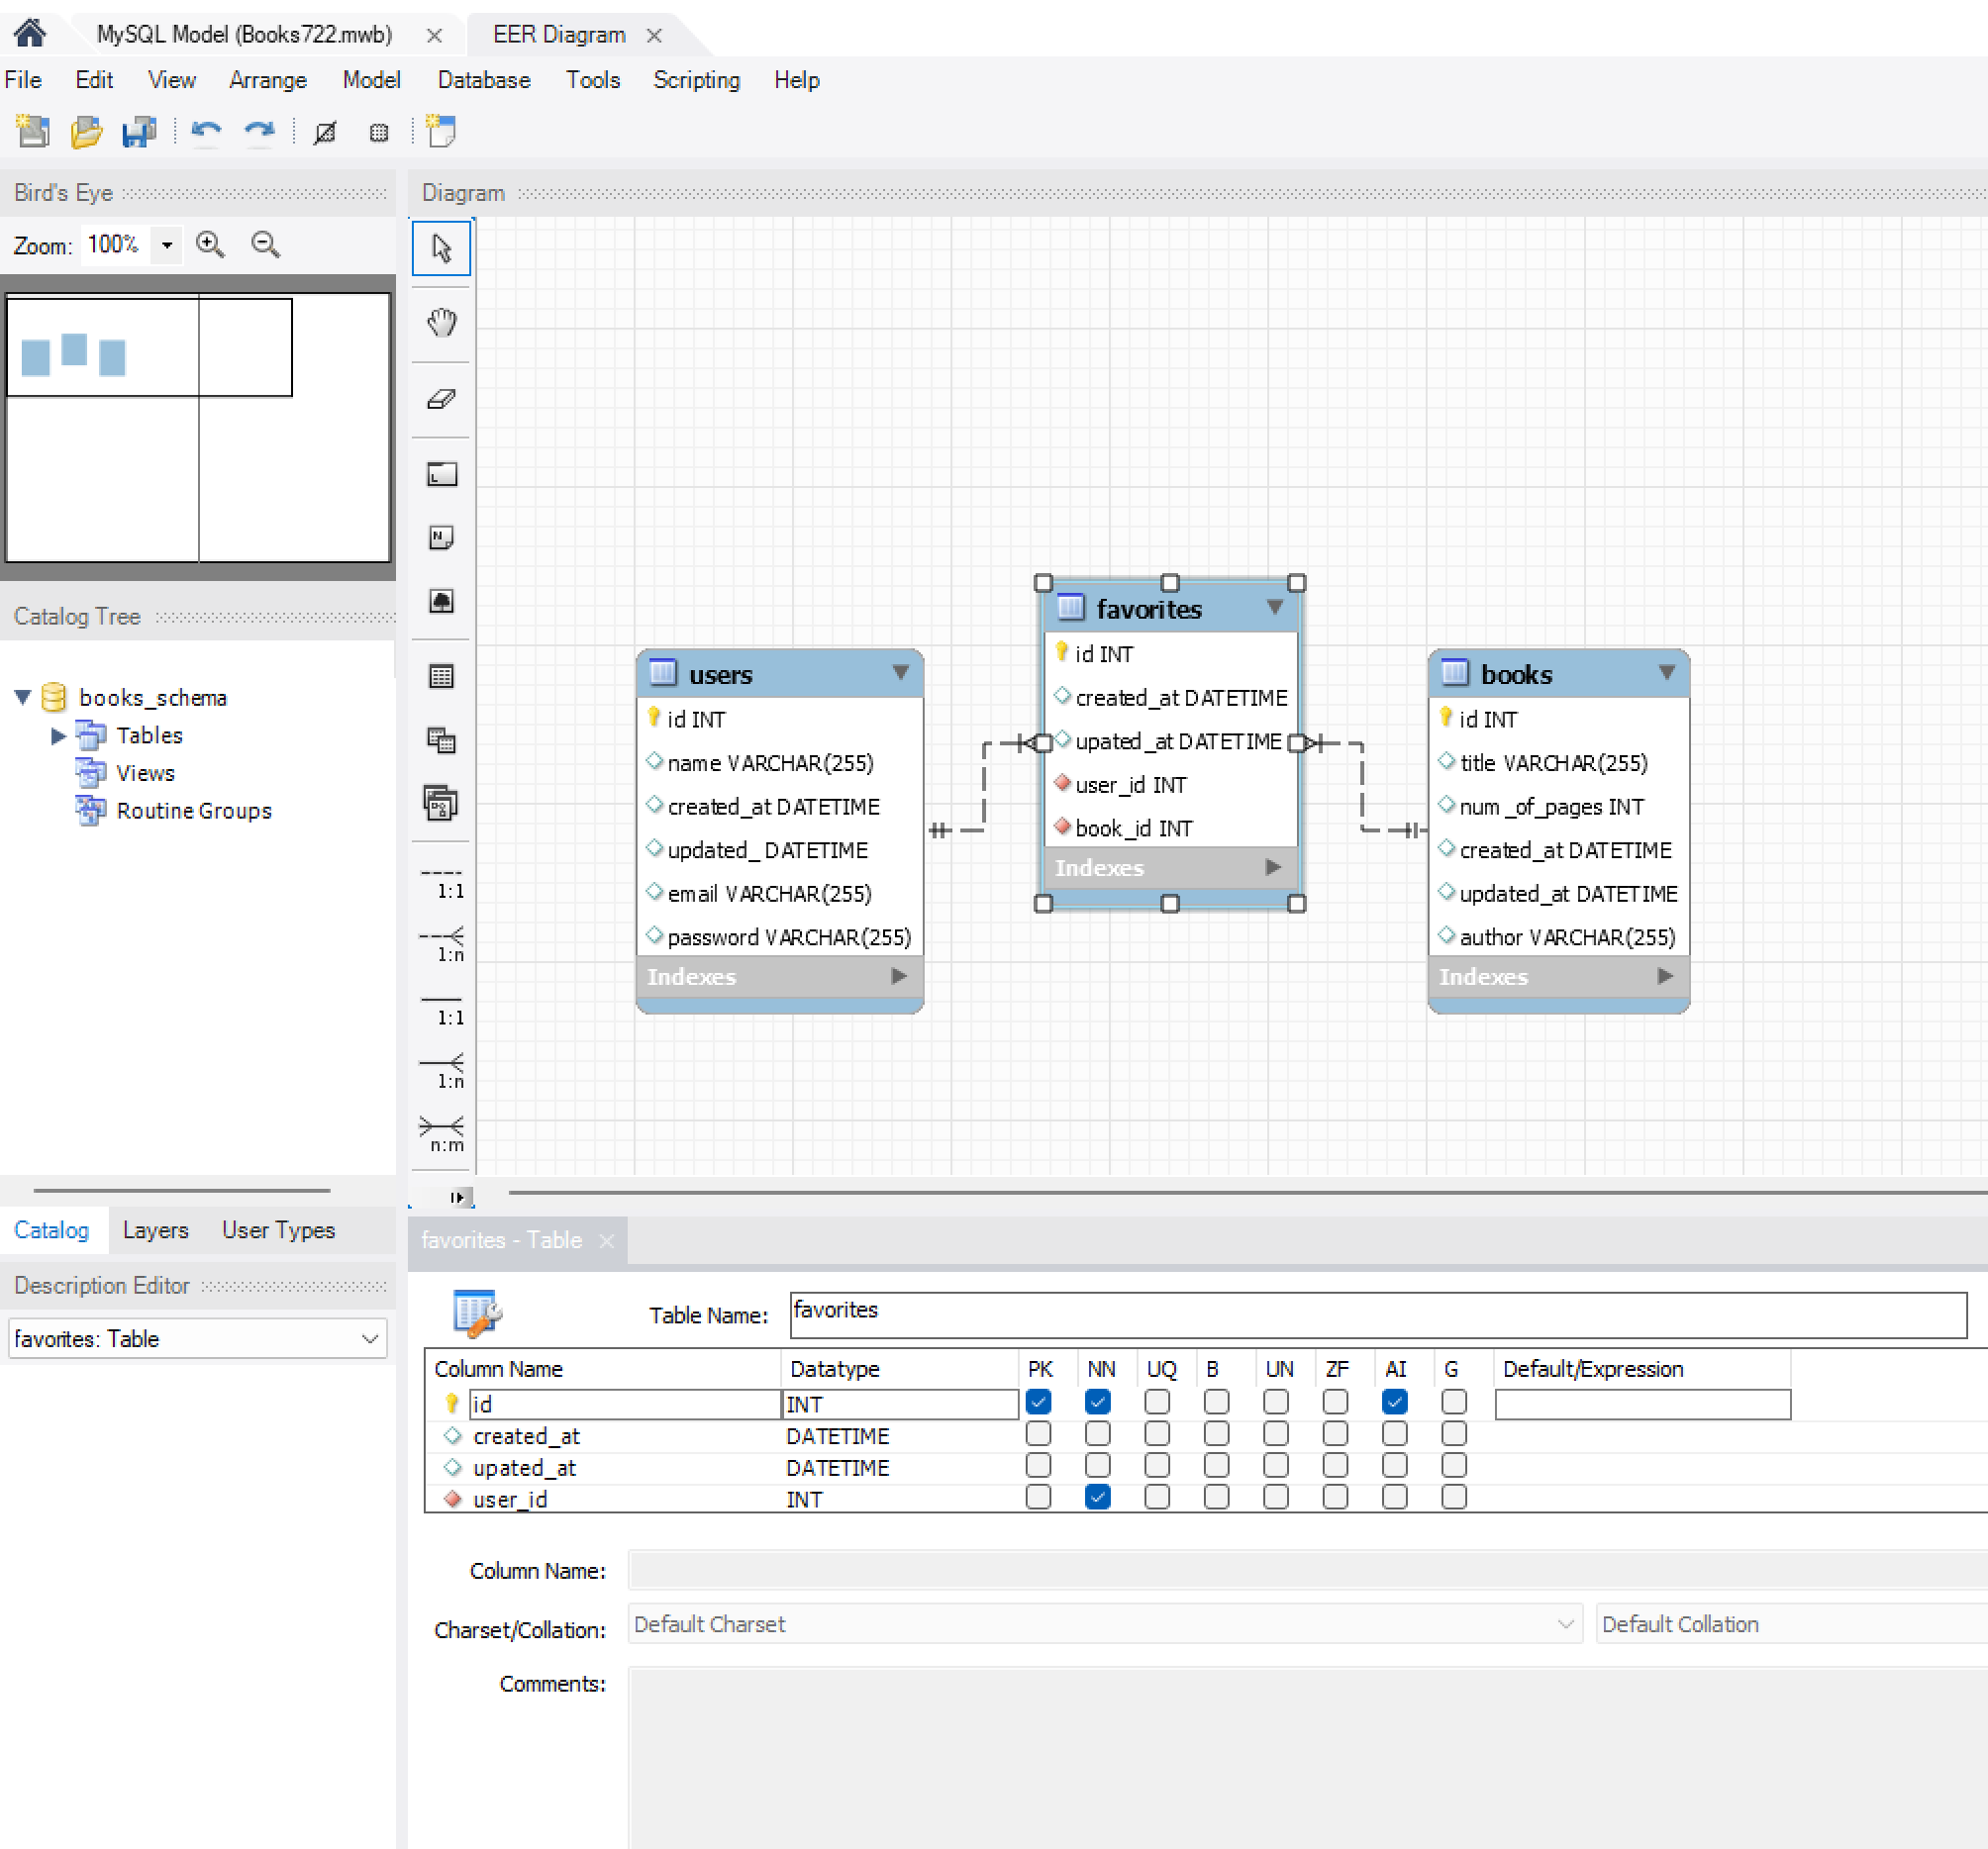 MySQL Model (Books722.mwb)
EER Diagram
File Edit View Arrange Model Database Tools Scripting Help
Bird's Eye
Zoom: 100%
Diagram
Catalog Tree
books_schema
Tables
Views
Routine Groups
users
id INT
name VARCHAR(255)
created_at DATETIME
updated_ DATETIME
email VARCHAR(255)
password VARCHAR(255)
Indexes
favorites
id INT
created_at DATETIME
upated_at DATETIME
user_id INT
book_id INT
Indexes
books
id INT
title VARCHAR(255)
num_of_pages INT
created_at DATETIME
updated_at DATETIME
author VARCHAR(255)
Indexes
L
N
1:1
1:n
1:1
1:n
n:m
Catalog Layers User Types
Description Editor
favorites: Table
favorites - Table
Table Name: favorites
Column Name Datatype PK NN UQ B UN ZF AI G Default/Expression
id INT
created_at DATETIME
upated_at DATETIME
user_id INT
Column Name:
Charset/Collation: Default Charset Default Collation
Comments: